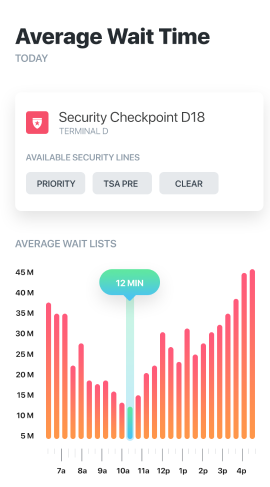 Average Wait Time
TODAY
Security Checkpoint D18
TERMINAL D
AVAILABLE SECURITY LINES
PRIORITY TSA PRE CLEAR
AVERAGE WAIT LISTS
45 M
12 MIN
40 M
35 M
30 M
25 M
20 M
15 M
10 M
5 M
7a 8a 9a 10a 11a 12p 1p 2p 3p 4p